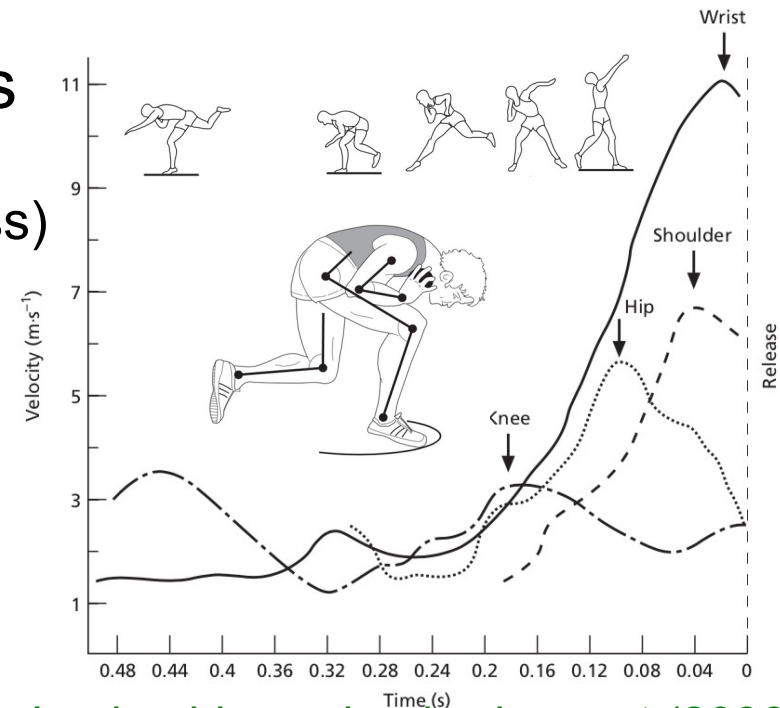 s
ss)
Wrist
11
9
Shoulder
7
Hip
5
Knee
3
1
Velocity (m·s⁻¹)
Release
0.48 0.44 0.4 0.36 0.32 0.28 0.24 0.2 0.16 0.12 0.08 0.04 0
Time (s)